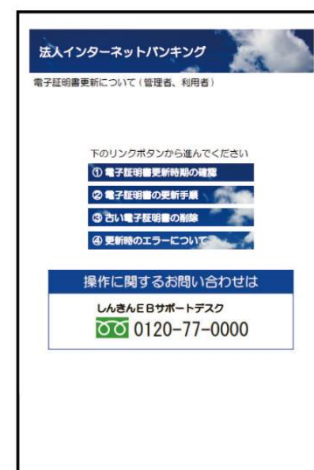 法人インターネットバンキング
電子証明書更新について(管理者、利用者)
下のリンクボタンから進んでください
① 電子証明書更新時期の確認
② 電子証明書の更新手順
③ 古い電子証明書の削除
④ 更新時のエラーについて
操作に関するお問い合わせは
しんきんEBサポートデスク
0120-77-0000